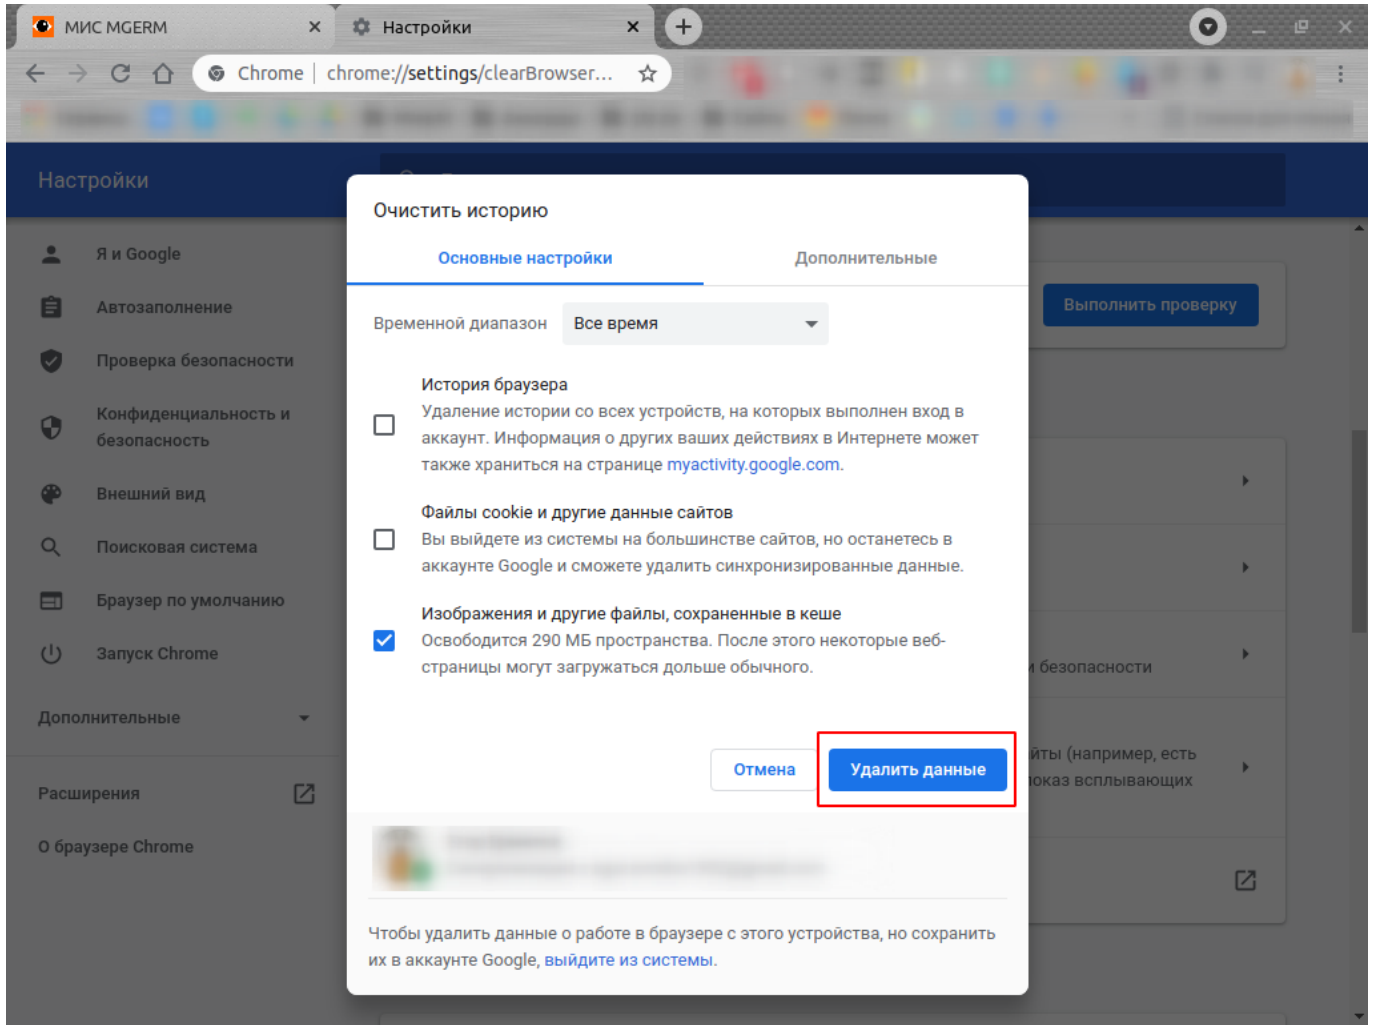 МИС MGERM
Настройки
Chrome | chrome://settings/clearBrowser...
Настройки
Я и Google
Автозаполнение
Проверка безопасности
Конфиденциальность и
безопасность
Внешний вид
Поисковая система
Браузер по умолчанию
Запуск Chrome
Дополнительные
Расширения
О браузере Chrome
Очистить историю
Основные настройки
Дополнительные
Временной диапазон
Все время
История браузера
Удаление истории со всех устройств, на которых выполнен вход в
аккаунт. Информация о других ваших действиях в Интернете может
также храниться на странице myactivity.google.com.
Файлы cookie и другие данные сайтов
Вы выйдете из системы на большинстве сайтов, но останетесь в
аккаунте Google и сможете удалить синхронизированные данные.
Изображения и другие файлы, сохраненные в кеше
Освободится 290 МБ пространства. После этого некоторые веб-
страницы могут загружаться дольше обычного.
Отмена
Удалить данные
Чтобы удалить данные о работе в браузере с этого устройства, но сохранить
их в аккаунте Google, выйдите из системы.
Выполнить проверку
и безопасности
(например, есть
всплывающих